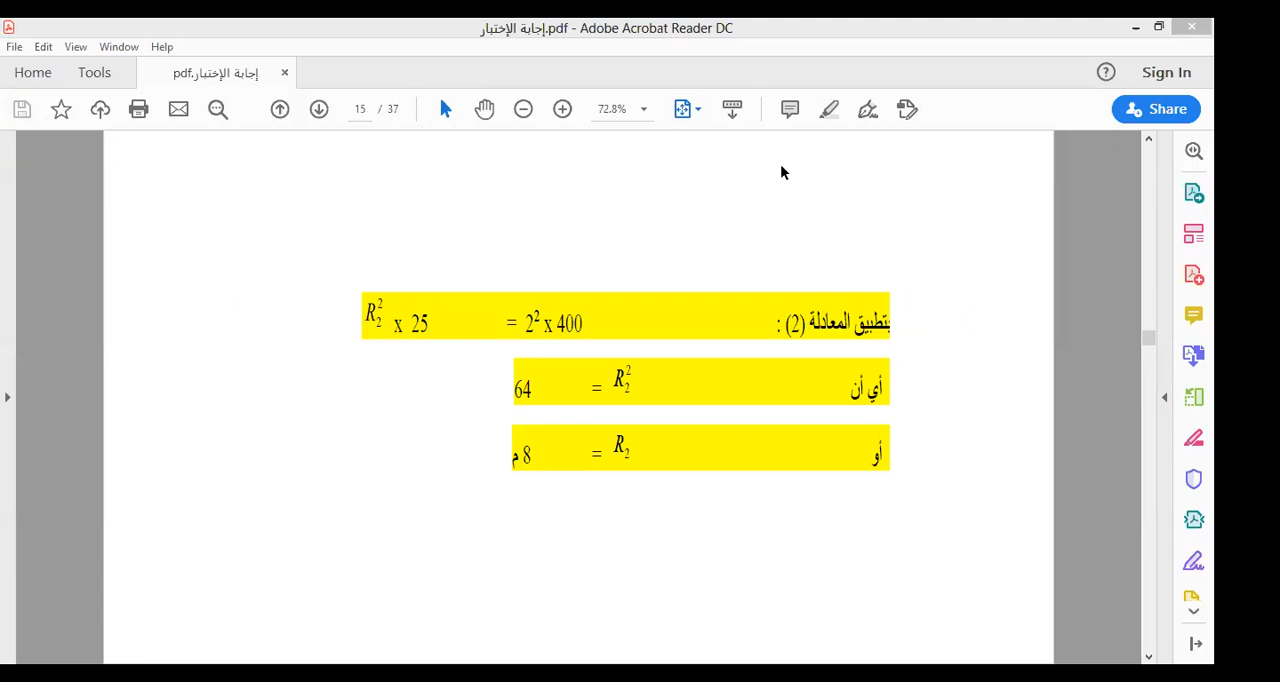 إجابة الإختبار.pdf - Adobe Acrobat Reader DC
File Edit View Window Help
Home Tools إجابة الإختبار.pdf × Sign In
15 / 37 72.8% Share
بتطبيق المعادلة (2) : 2² x 400 = R₂² x 25
أي أن R₂² = 64
أو R₂ = 8 م